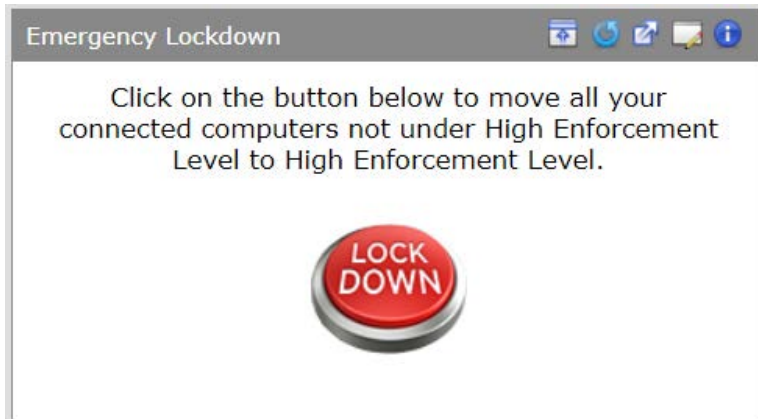 Emergency Lockdown
Click on the button below to move all your
connected computers not under High Enforcement
Level to High Enforcement Level.
LOCK
DOWN